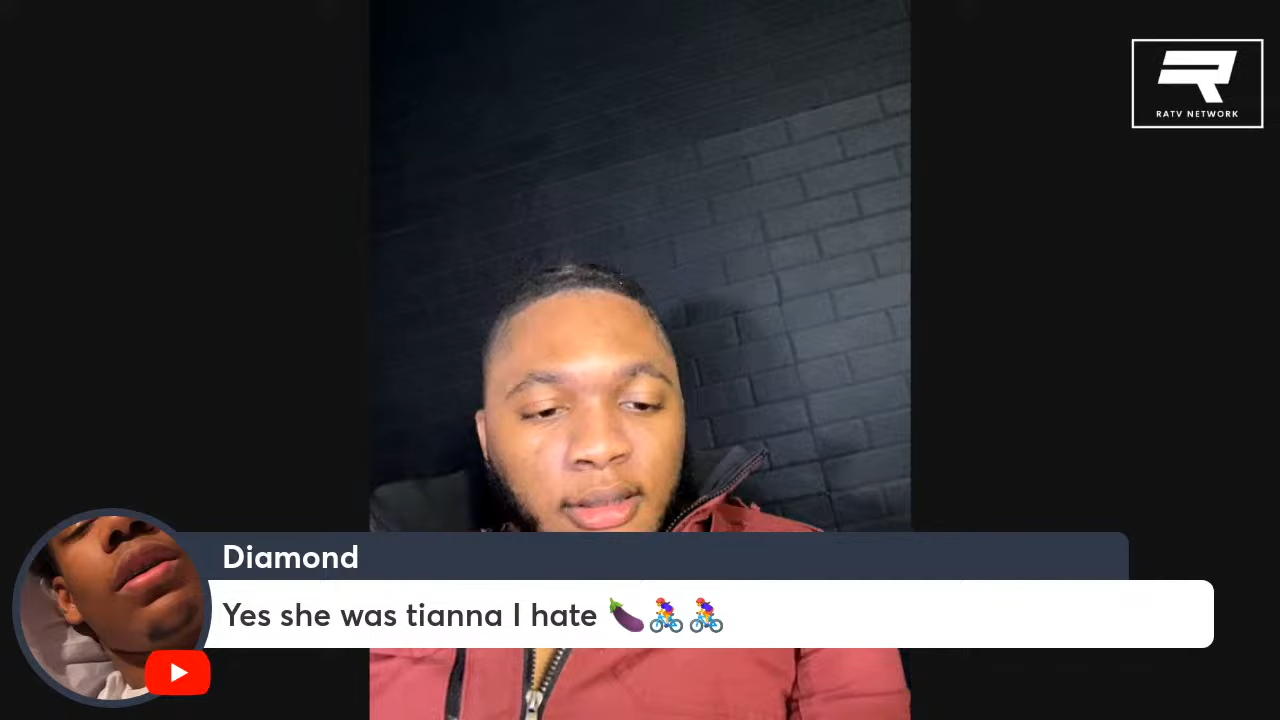 RATV NETWORK
Diamond
Yes she was tianna I hate 🍆🚴‍♀️🚴‍♀️